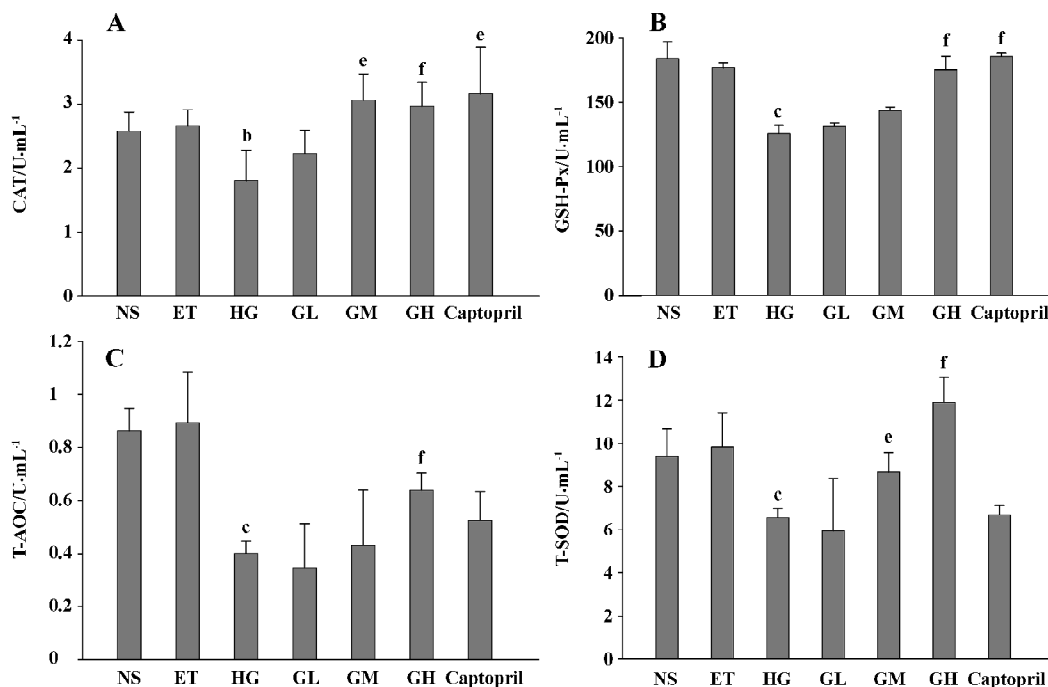 A
CAT/U·mL-1
4
3
2
1
0
b
e
f
e
NS ET HG GL GM GH Captopril
B
GSH-Px/U·mL-1
200
150
100
50
0
c
f
f
NS ET HG GL GM GH Captopril
C
T-AOC/U·mL-1
1.2
1
0.8
0.6
0.4
0.2
0
c
f
NS ET HG GL GM GH Captopril
D
T-SOD/U·mL-1
14
12
10
8
6
4
2
0
c
e
f
NS ET HG GL GM GH Captopril